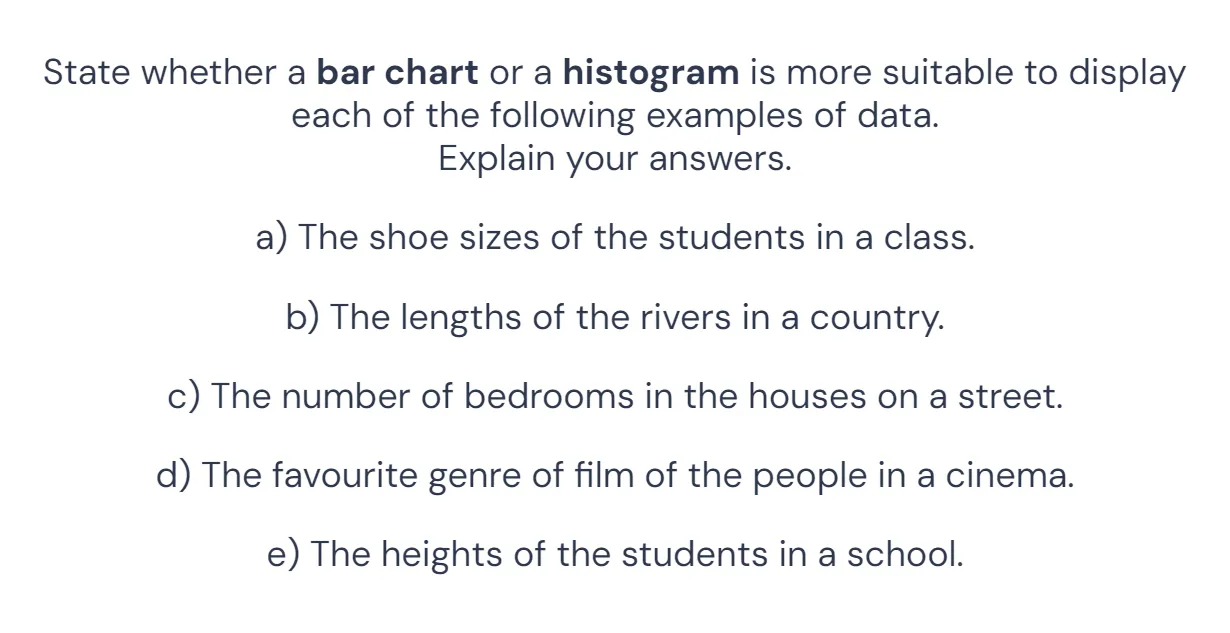 State whether a bar chart or a histogram is more suitable to display
each of the following examples of data.
Explain your answers.
a) The shoe sizes of the students in a class.
b) The lengths of the rivers in a country.
c) The number of bedrooms in the houses on a street.
d) The favourite genre of film of the people in a cinema.
e) The heights of the students in a school.